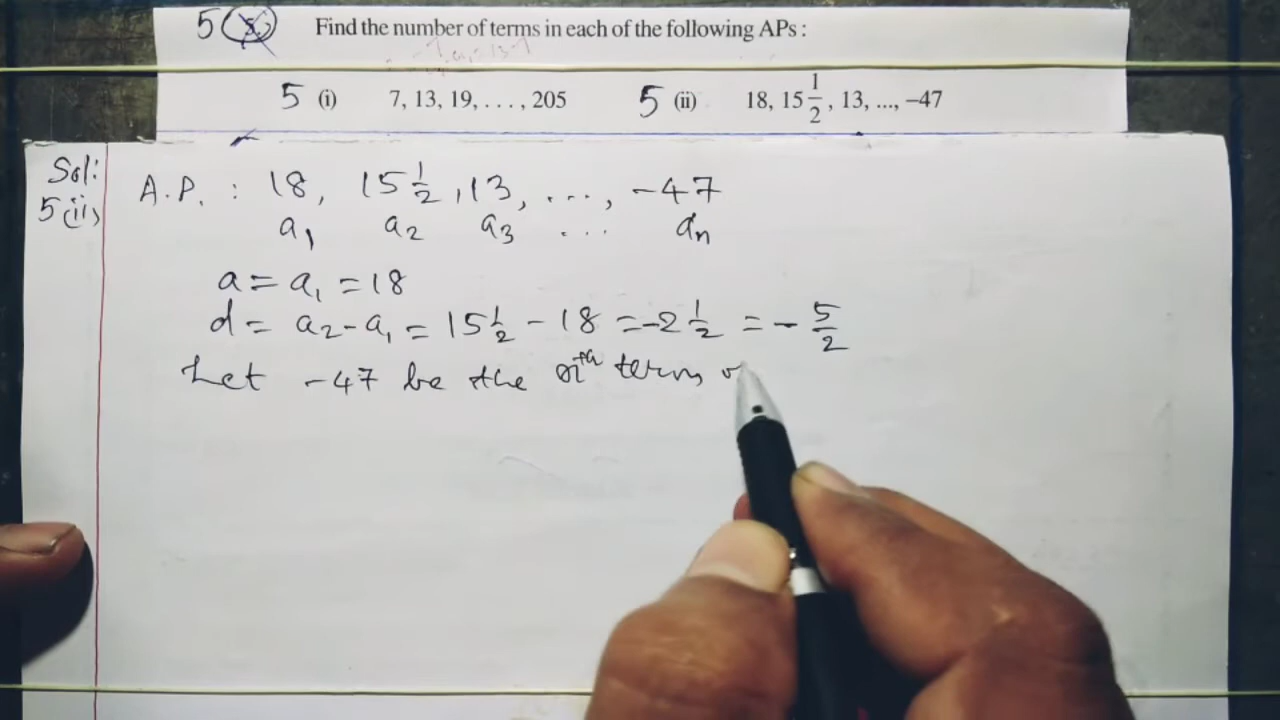 5 Find the number of terms in each of the following APs :
5 (i) 7, 13, 19, . . . , 205 5 (ii) 18, 15 1/2, 13, ..., –47
Sol: 5(ii) A.P. : 18, 15 1/2, 13, ..., -47
a₁ a₂ a₃ ... aₙ
a = a₁ = 18
d = a₂ - a₁ = 15 1/2 - 18 = -2 1/2 = - 5/2
Let -47 be the nth term